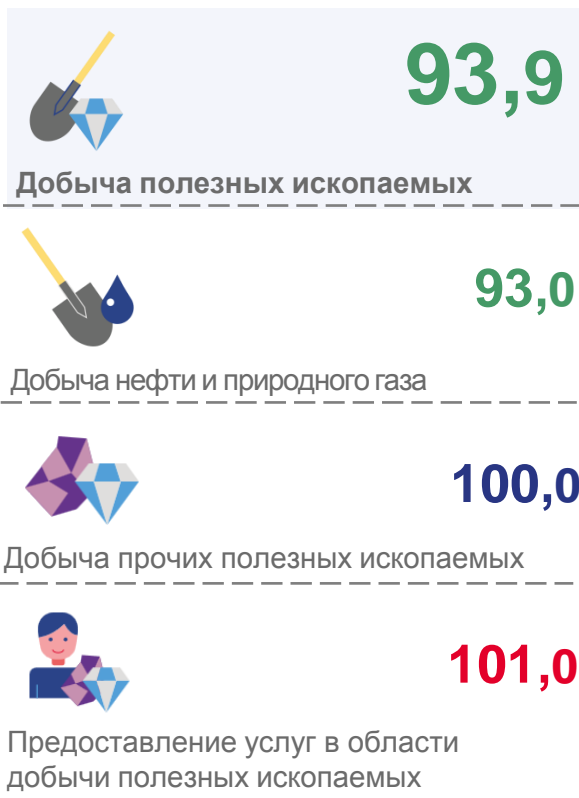 93,9
Добыча полезных ископаемых
93,0
Добыча нефти и природного газа
100,0
Добыча прочих полезных ископаемых
101,0
Предоставление услуг в области
добычи полезных ископаемых